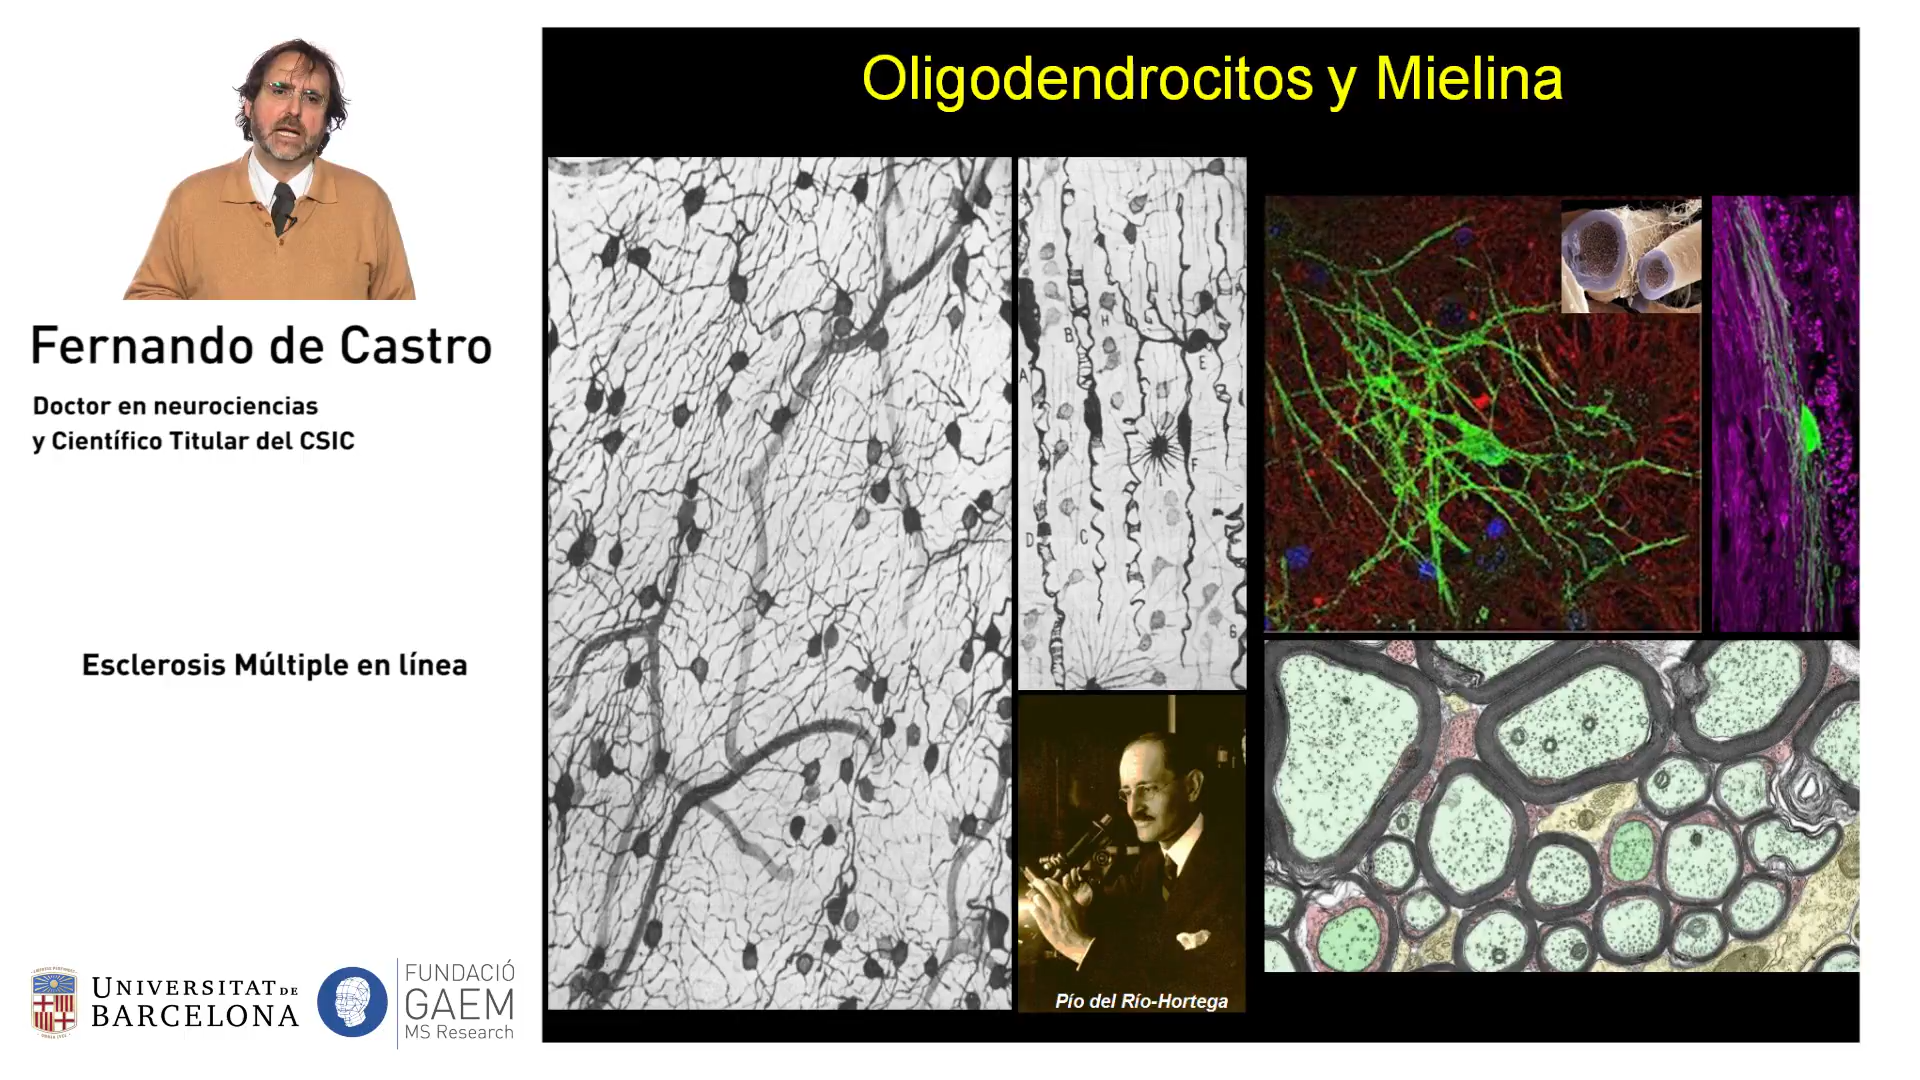 Oligodendrocitos y Mielina
Fernando de Castro
Doctor en neurociencias
y Científico Titular del CSIC
Esclerosis Múltiple en línea
UNIVERSITAT DE
BARCELONA
FUNDACIÓ
GAEM
MS Research
A
B
H
E
F
I
D
C
G
Pío del Río-Hortega